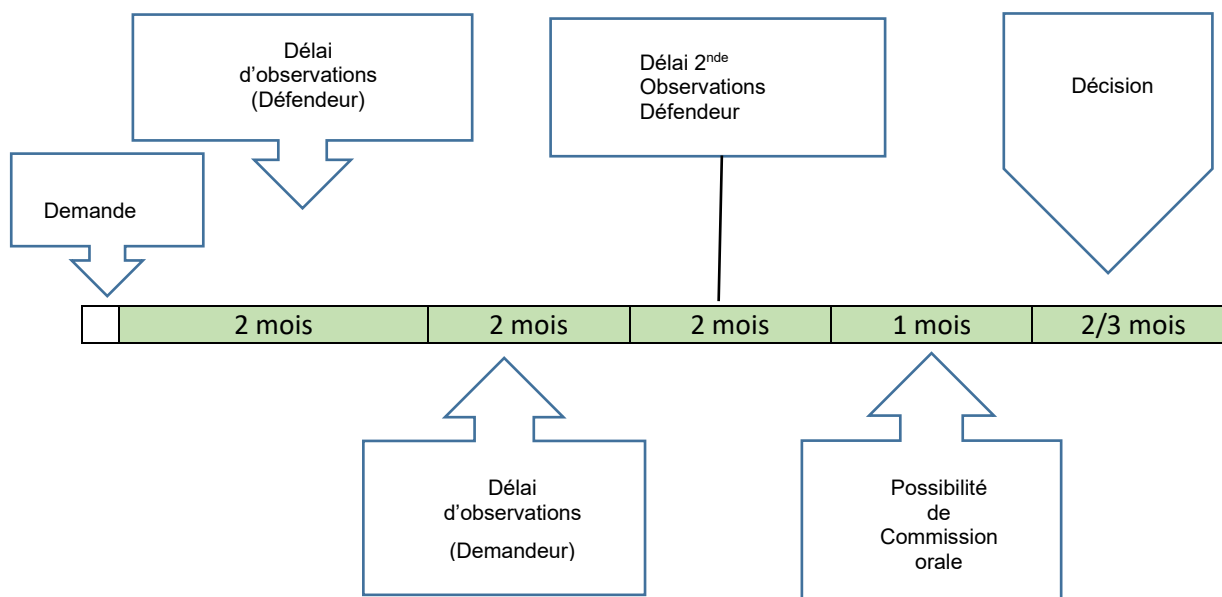 Délai
d’observations
(Défendeur)
Délai 2nde
Observations
Défendeur
Décision
Demande
2 mois
2 mois
2 mois
1 mois
2/3 mois
Délai
d’observations
(Demandeur)
Possibilité
de
Commission
orale